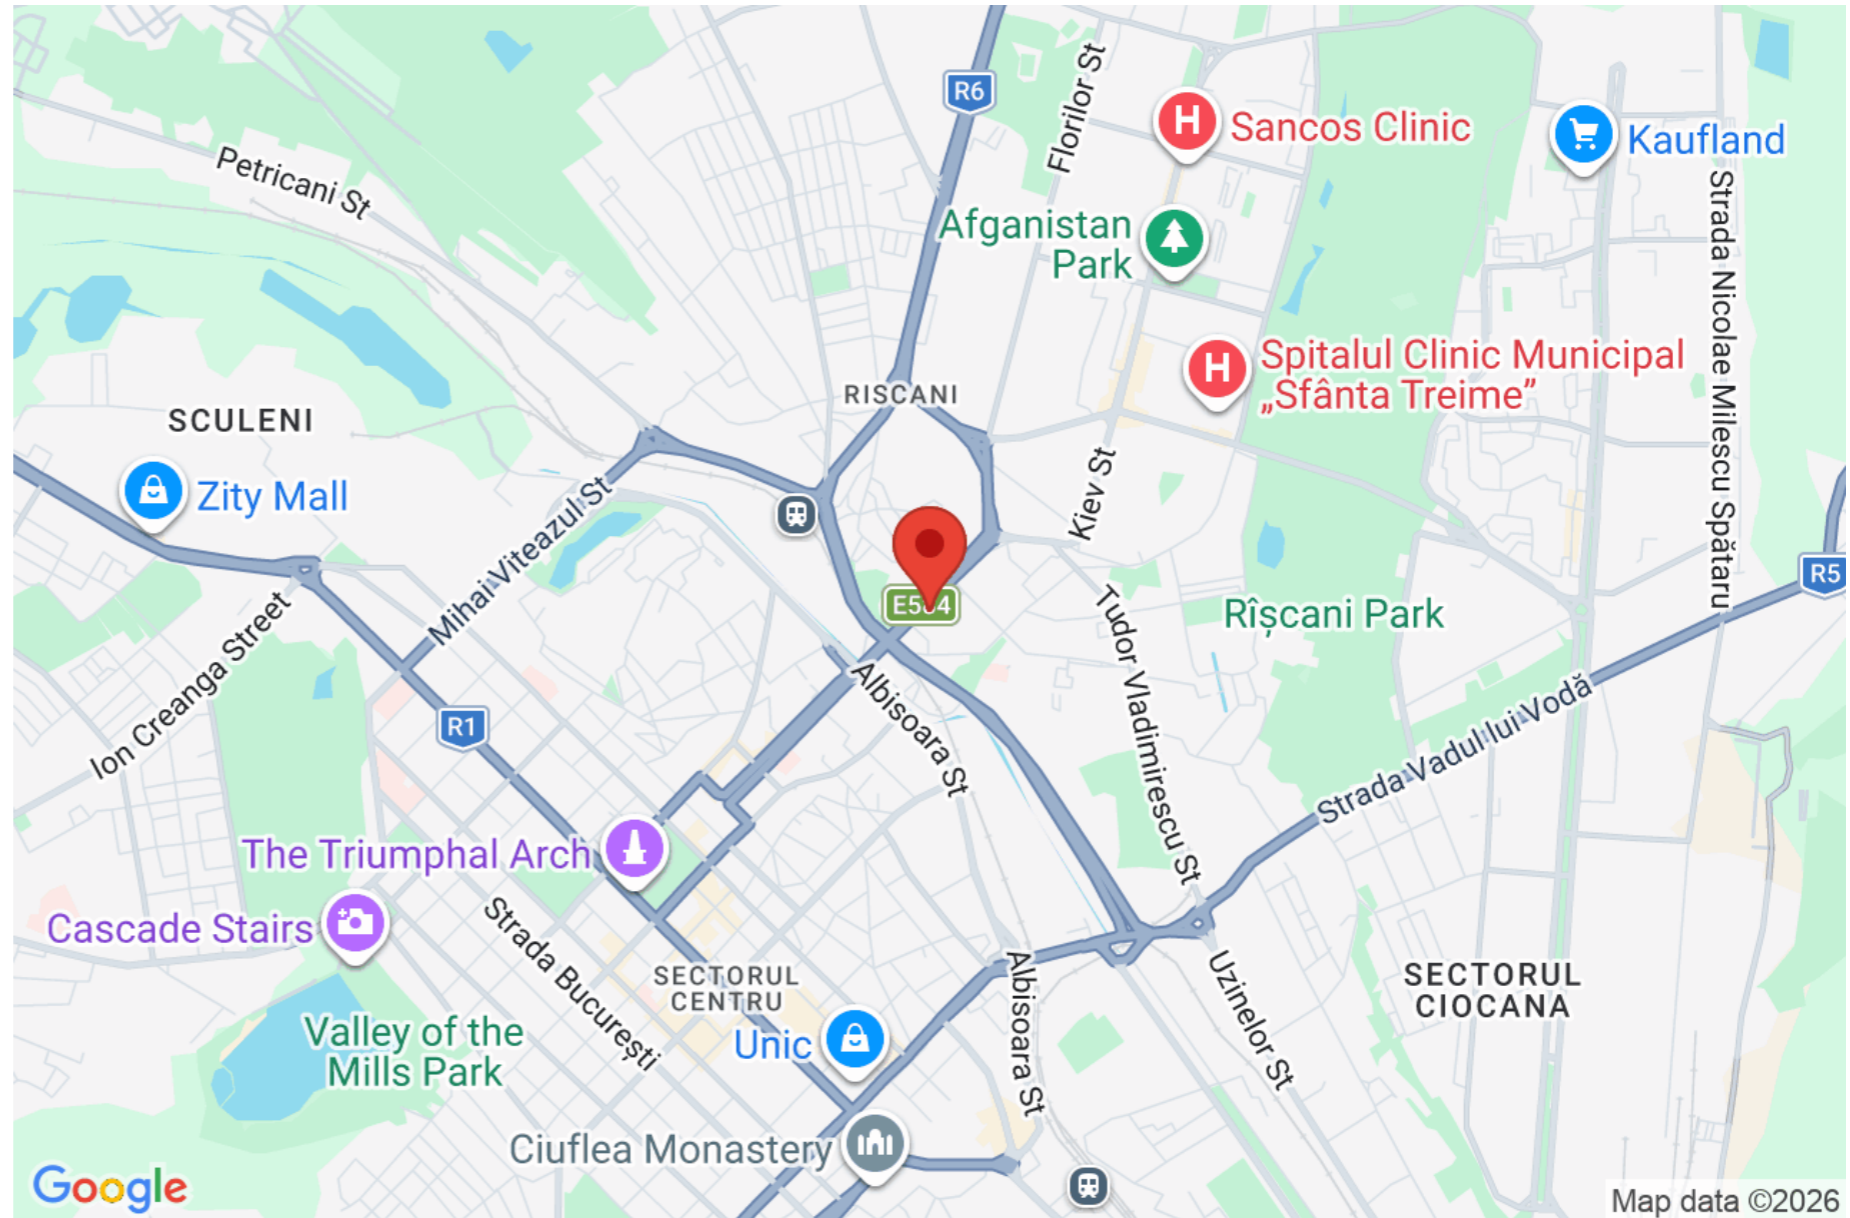 R6
Florilor St
Sancos Clinic
Kaufland
Petricani St
Strada Nicolae Milescu Spătaru
Afganistan
Park
Spitalul Clinic Municipal
„Sfânta Treime”
RISCANI
SCULENI
Zity Mall
Mihai Viteazul St
Kiev St
R5
E584
Rîșcani Park
Ion Creanga Street
Tudor Vladimirescu St
R1
Albisoara St
Strada Vadul lui Vodă
The Triumphal Arch
Cascade Stairs
Strada București
SECTORUL
CENTRU
Albisoara St
Uzinelor St
SECTORUL
CIOCANA
Valley of the
Mills Park
Unic
Ciuflea Monastery
Google
Map data ©2026